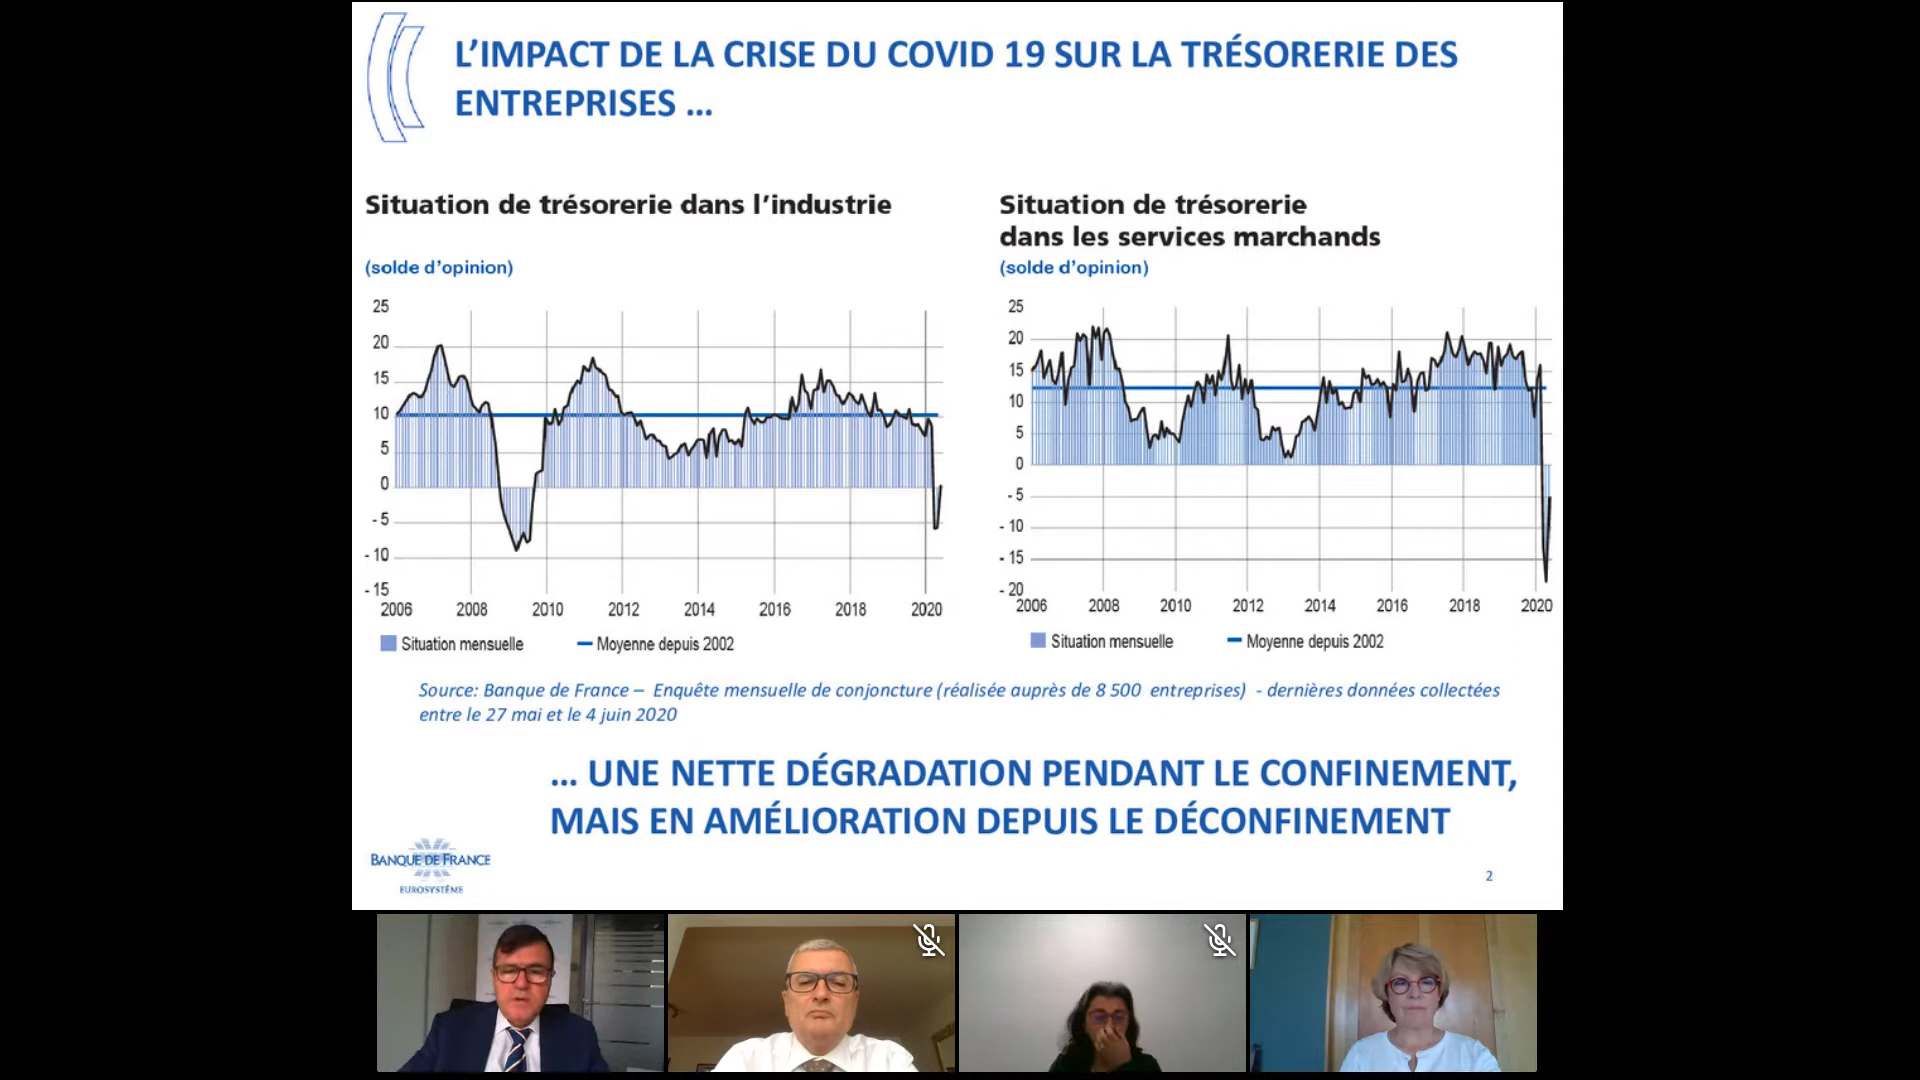 L’IMPACT DE LA CRISE DU COVID 19 SUR LA TRÉSORERIE DES
ENTREPRISES ...
Situation de trésorerie dans l’industrie
(solde d’opinion)
25
20
15
10
5
0
- 5
- 10
- 15
2006 2008 2010 2012 2014 2016 2018 2020
Situation mensuelle Moyenne depuis 2002
Situation de trésorerie
dans les services marchands
(solde d’opinion)
25
20
15
10
5
0
- 5
- 10
- 15
- 20
2006 2008 2010 2012 2014 2016 2018 2020
Situation mensuelle Moyenne depuis 2002
Source: Banque de France – Enquête mensuelle de conjoncture (réalisée auprès de 8 500 entreprises) - dernières données collectées
entre le 27 mai et le 4 juin 2020
... UNE NETTE DÉGRADATION PENDANT LE CONFINEMENT,
MAIS EN AMÉLIORATION DEPUIS LE DÉCONFINEMENT
BANQUE DE FRANCE
EUROSYSTÈME
2